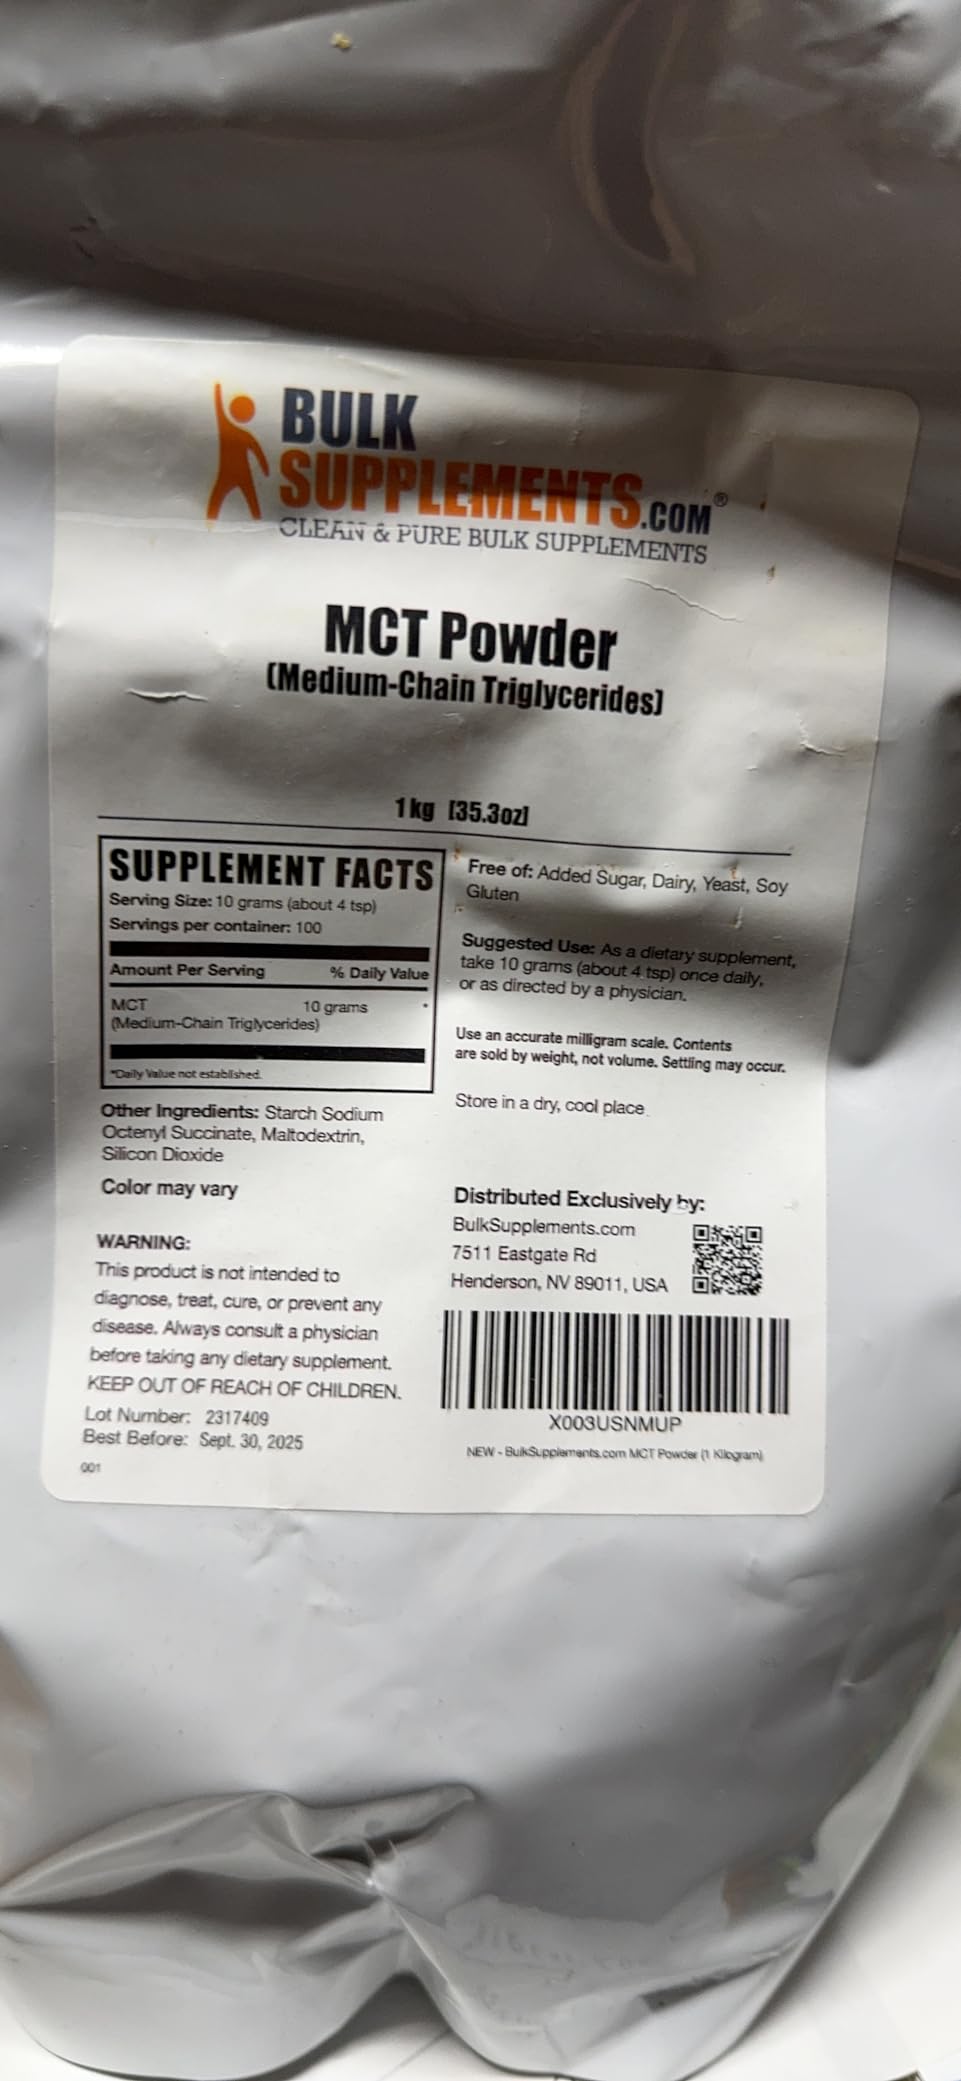 BULK
SUPPLEMENTS.COM®
CLEAN & PURE BULK SUPPLEMENTS
MCT Powder
(Medium-Chain Triglycerides)
1 kg [35.3oz]
SUPPLEMENT FACTS
Serving Size: 10 grams (about 4 tsp)
Servings per container: 100
Amount Per Serving % Daily Value
MCT 10 grams *
(Medium-Chain Triglycerides)
*Daily Value not established.
Other Ingredients: Starch Sodium
Octenyl Succinate, Maltodextrin,
Silicon Dioxide
Color may vary
WARNING:
This product is not intended to
diagnose, treat, cure, or prevent any
disease. Always consult a physician
before taking any dietary supplement.
KEEP OUT OF REACH OF CHILDREN.
Lot Number: 2317409
Best Before: Sept. 30, 2025
001
Free of: Added Sugar, Dairy, Yeast, Soy
Gluten
Suggested Use: As a dietary supplement,
take 10 grams (about 4 tsp) once daily,
or as directed by a physician.
Use an accurate milligram scale. Contents
are sold by weight, not volume. Settling may occur.
Store in a dry, cool place.
Distributed Exclusively by:
BulkSupplements.com
7511 Eastgate Rd
Henderson, NV 89011, USA
X003USNMUP
NEW - BulkSupplements.com MCT Powder (1 Kilogram)